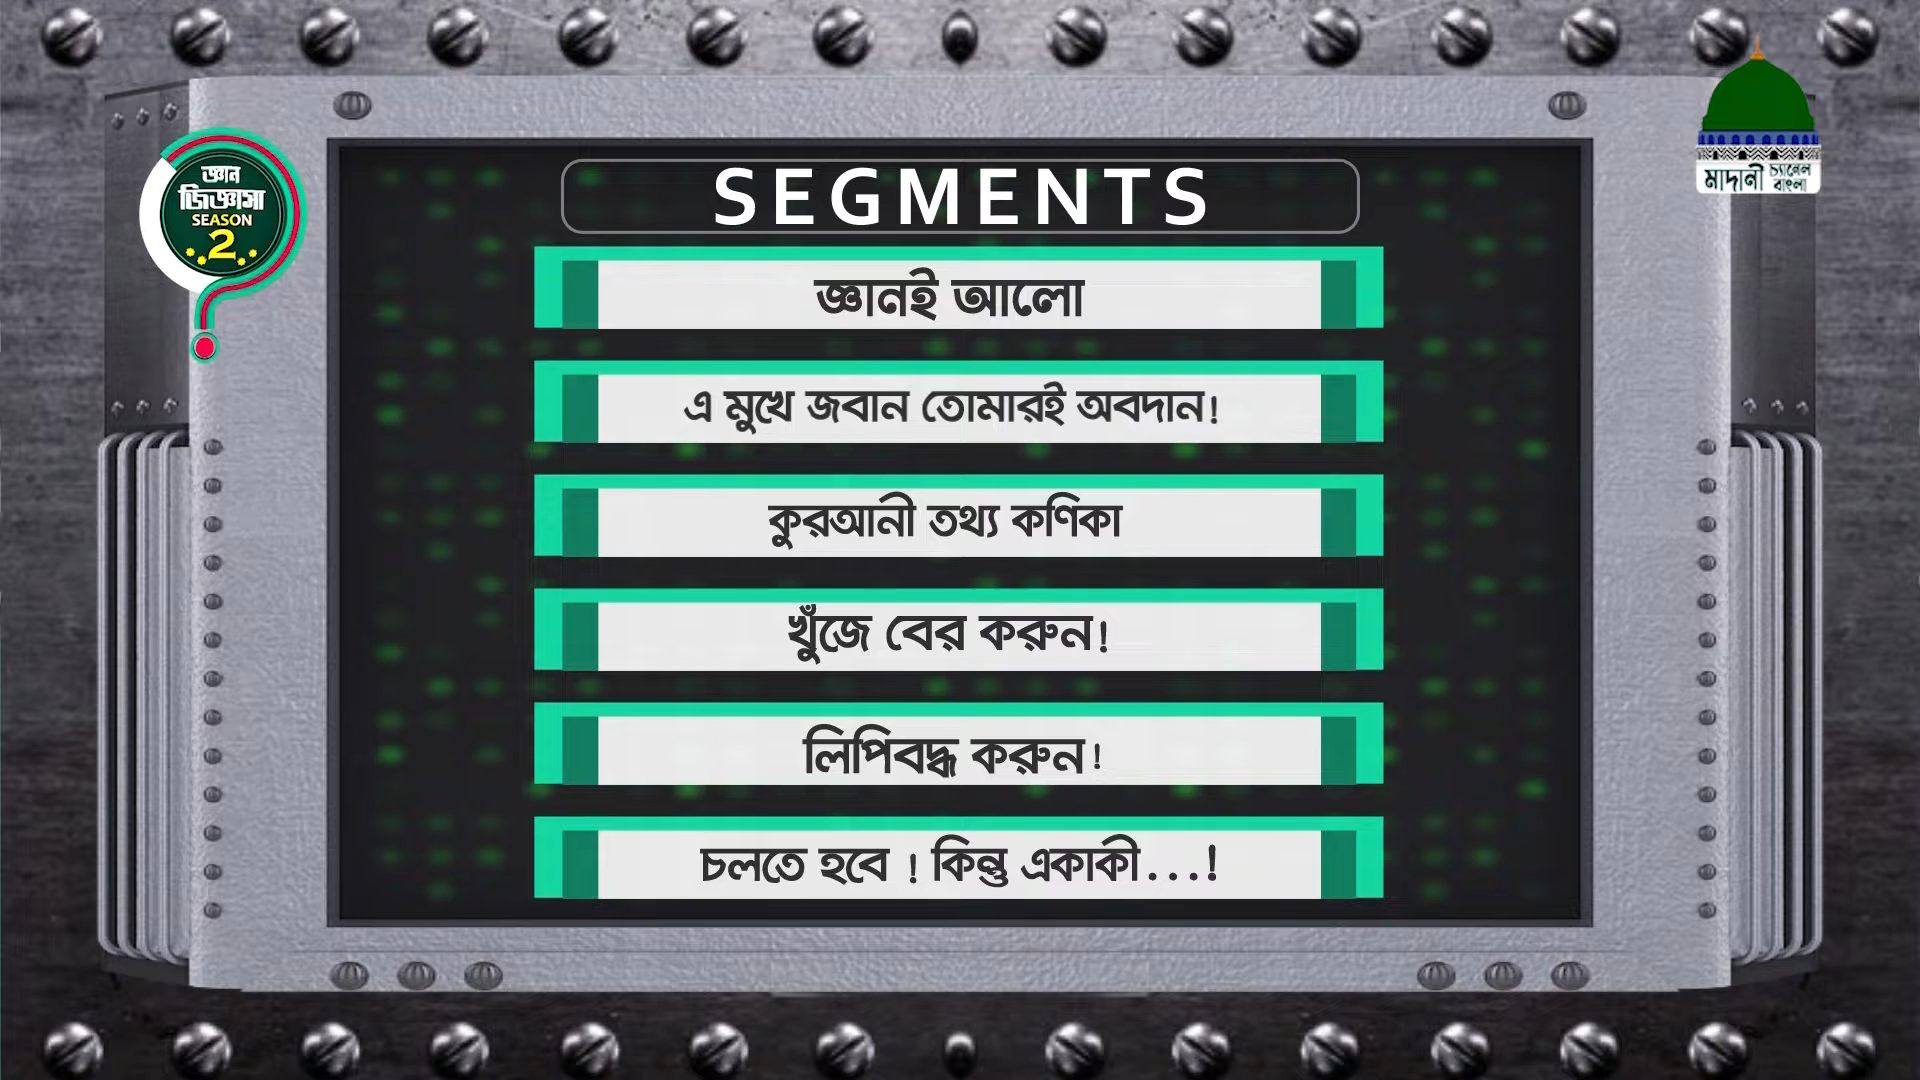 জ্ঞান
জিজ্ঞাসা
SEASON
2
মাদানী চ্যানেল বাংলা
SEGMENTS
জ্ঞানই আলো
এ মুখে জবান তোমারই অবদান!
কুরআনী তথ্য কণিকা
খুঁজে বের করুন!
লিপিবদ্ধ করুন!
চলতে হবে ! কিন্তু একাকী...!